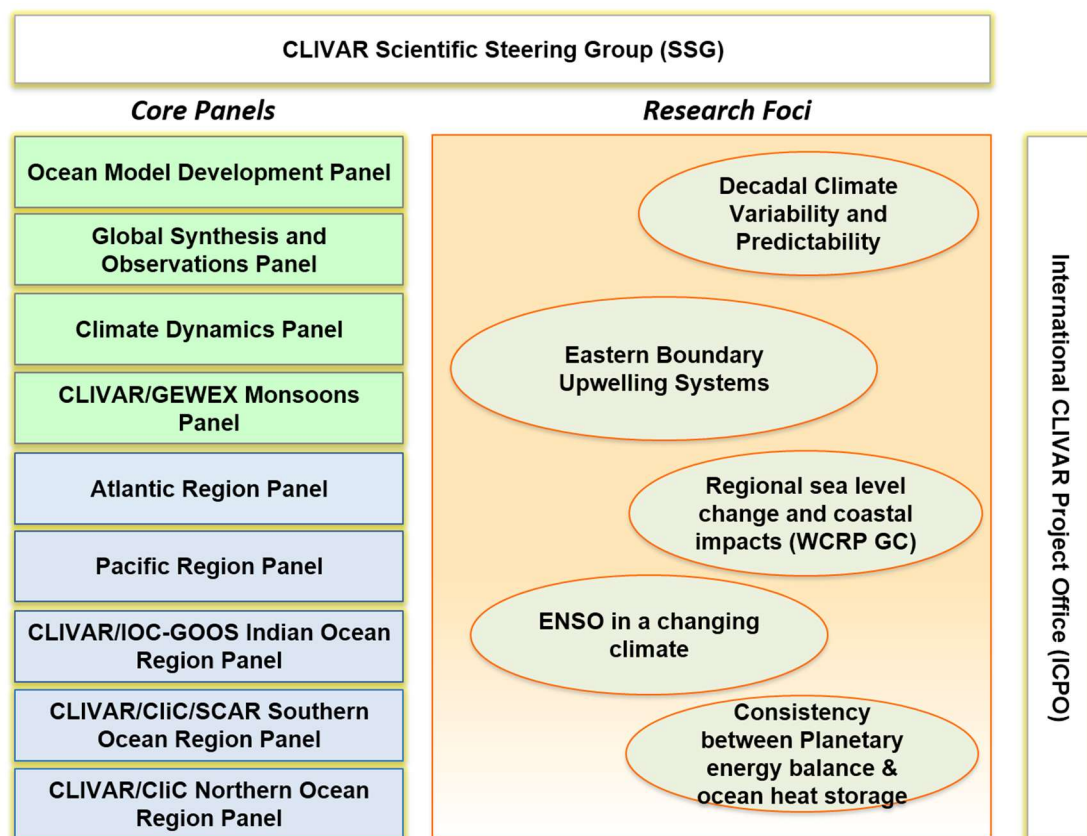 CLIVAR Scientific Steering Group (SSG)
Core Panels
Ocean Model Development Panel
Global Synthesis and
Observations Panel
Climate Dynamics Panel
CLIVAR/GEWEX Monsoons
Panel
Atlantic Region Panel
Pacific Region Panel
CLIVAR/IOC-GOOS Indian Ocean
Region Panel
CLIVAR/CliC/SCAR Southern
Ocean Region Panel
CLIVAR/CliC Northern Ocean
Region Panel
Research Foci
Decadal Climate
Variability and
Predictability
Eastern Boundary
Upwelling Systems
Regional sea level
change and coastal
impacts (WCRP GC)
ENSO in a changing
climate
Consistency
between Planetary
energy balance &
ocean heat storage
International CLIVAR Project Office (ICPO)